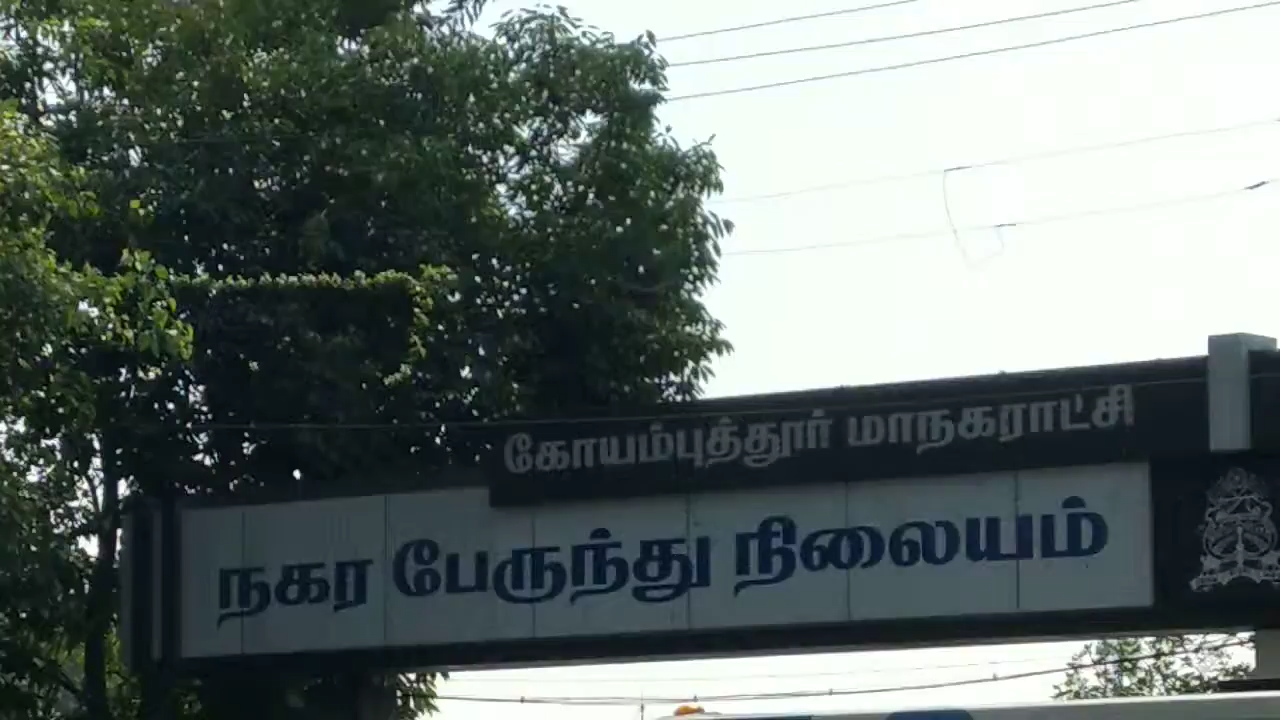 கோயம்புத்தூர் மாநகராட்சி
நகர பேருந்து நிலையம்